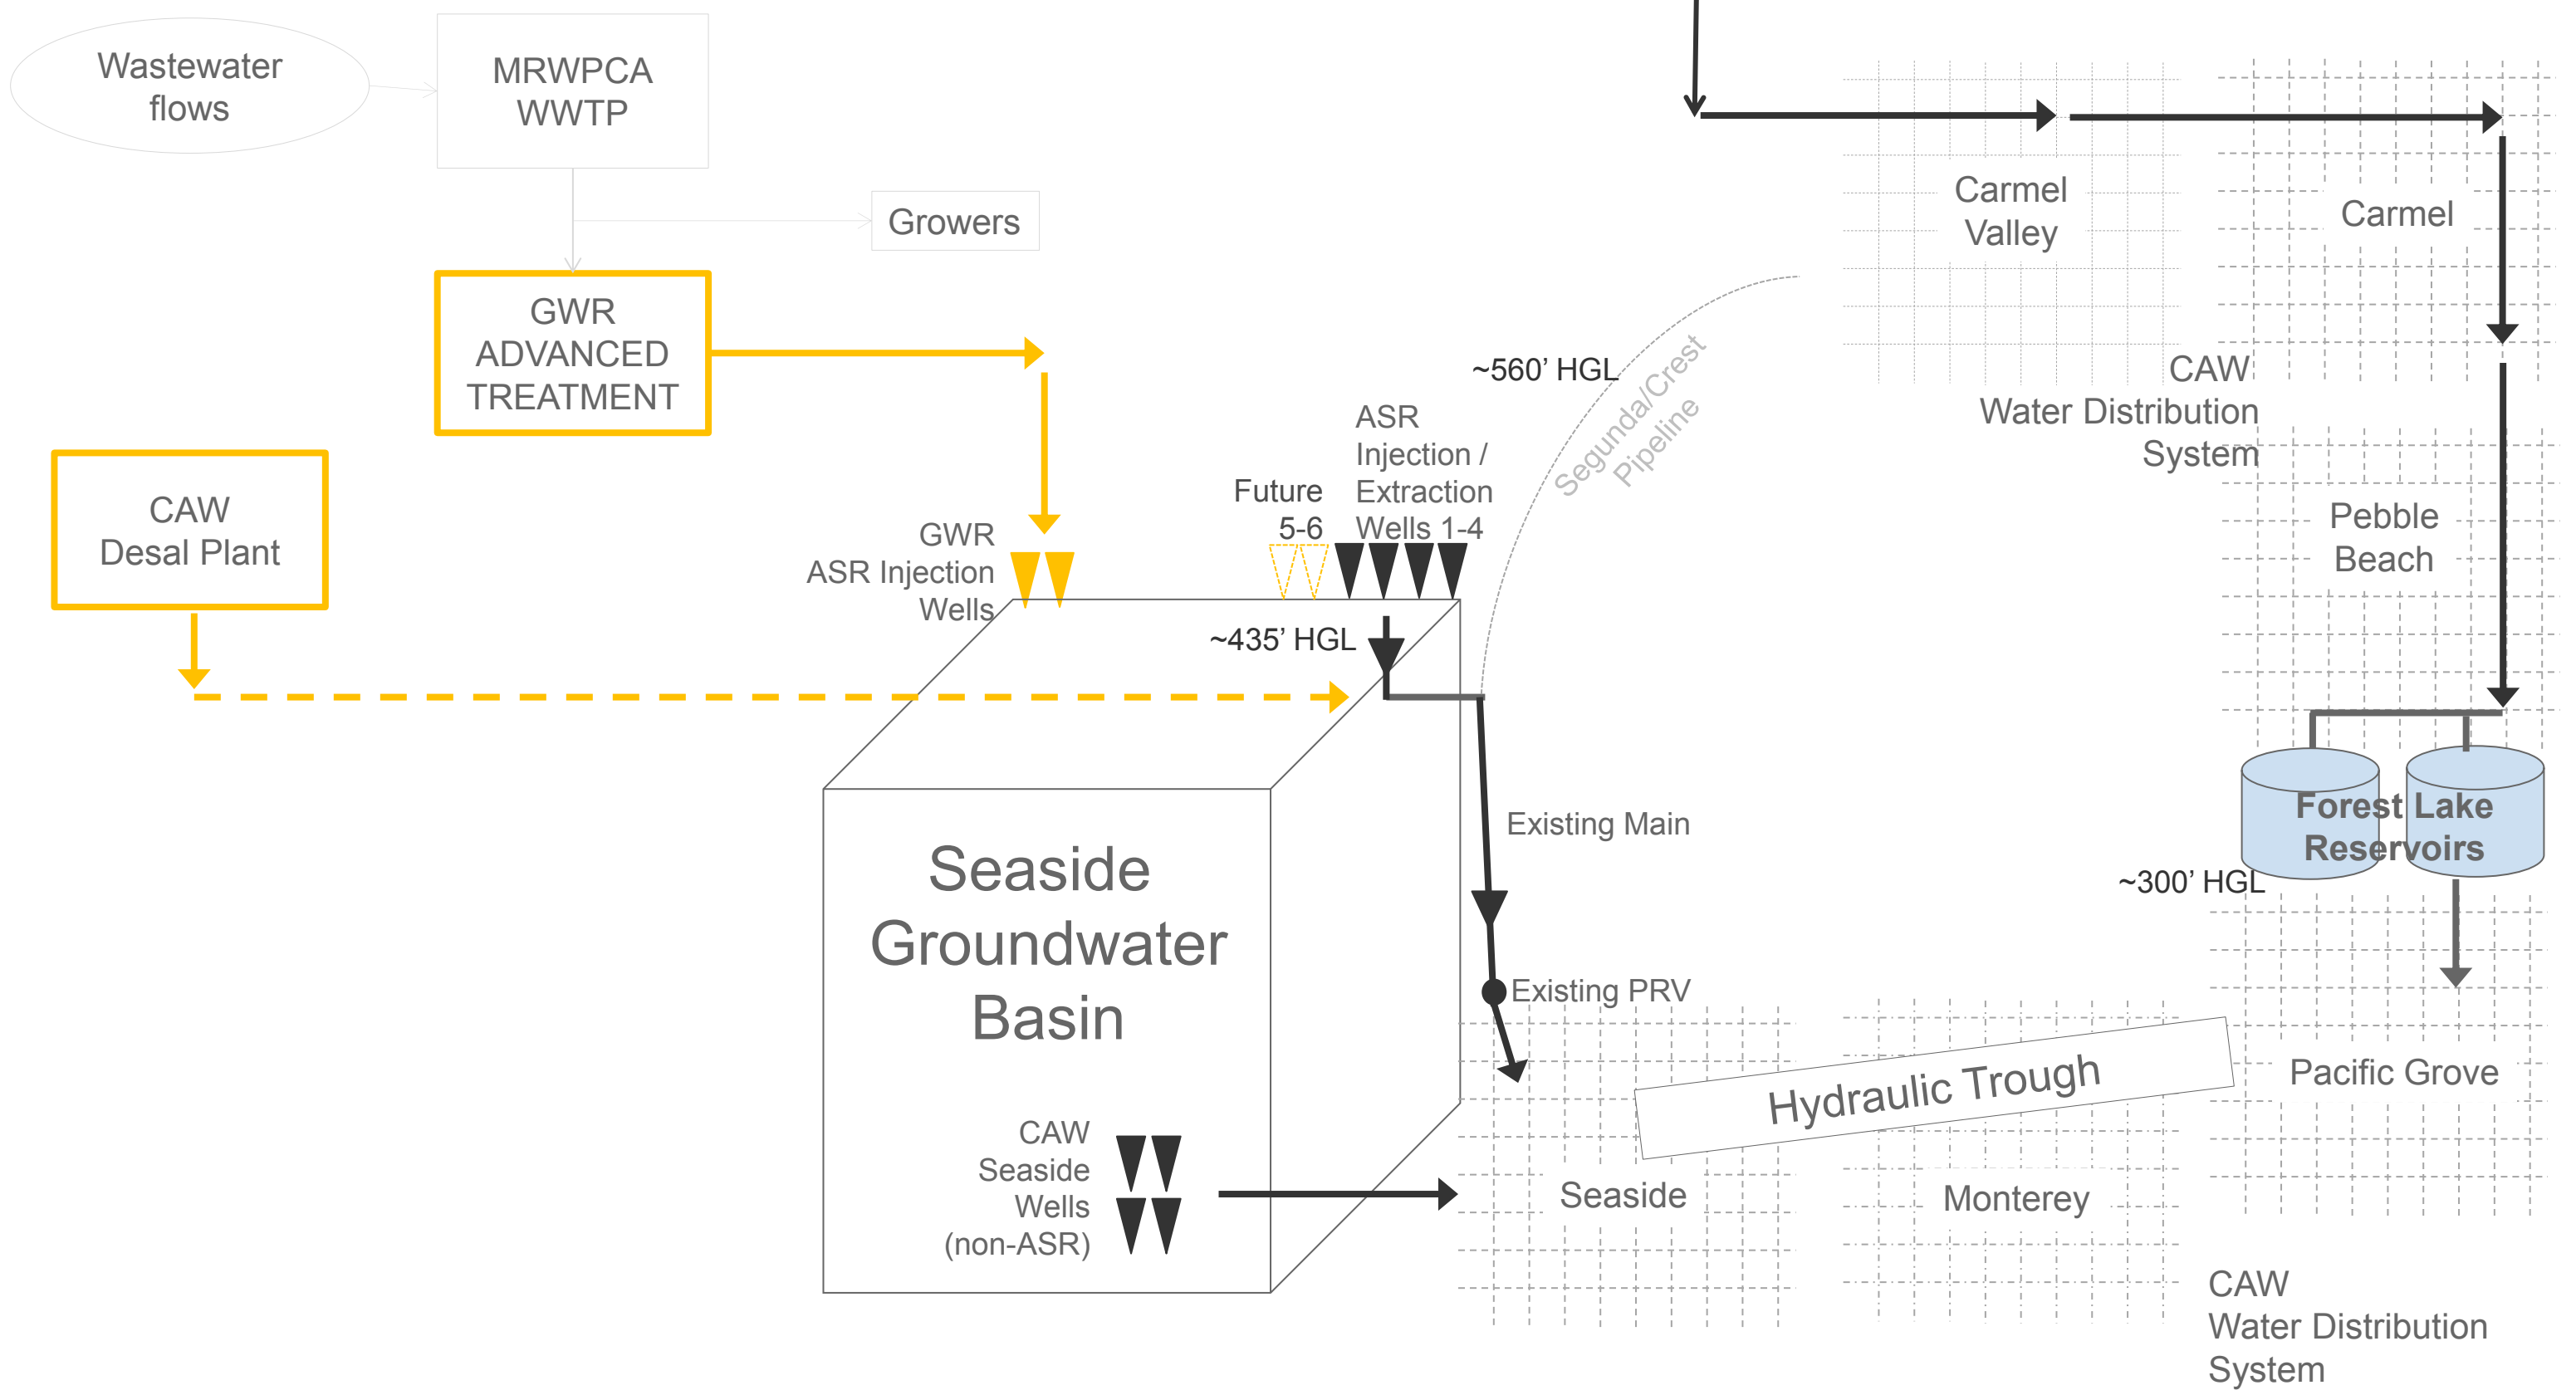 Wastewater
flows
MRWPCA
WWTP
Growers
GWR
ADVANCED
TREATMENT
CAW
Desal Plant
GWR
ASR Injection
Wells
Future
5-6
ASR
Injection /
Extraction
Wells 1-4
~560’ HGL
Segunda/Crest
Pipeline
~435’ HGL
Seaside
Groundwater
Basin
CAW
Seaside
Wells
(non-ASR)
Existing Main
Existing PRV
Seaside
Hydraulic Trough
Monterey
Carmel
Valley
Carmel
CAW
Water Distribution
System
Pebble
Beach
Forest Lake
Reservoirs
~300’ HGL
Pacific Grove
CAW
Water Distribution
System